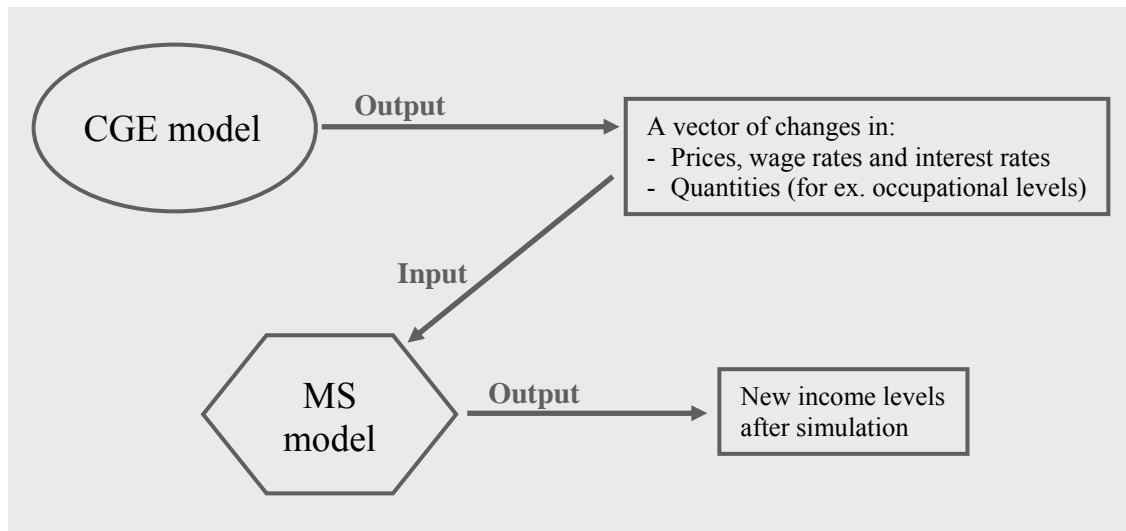 CGE model
Output
A vector of changes in:
- Prices, wage rates and interest rates
- Quantities (for ex. occupational levels)
Input
MS
model
Output
New income levels
after simulation